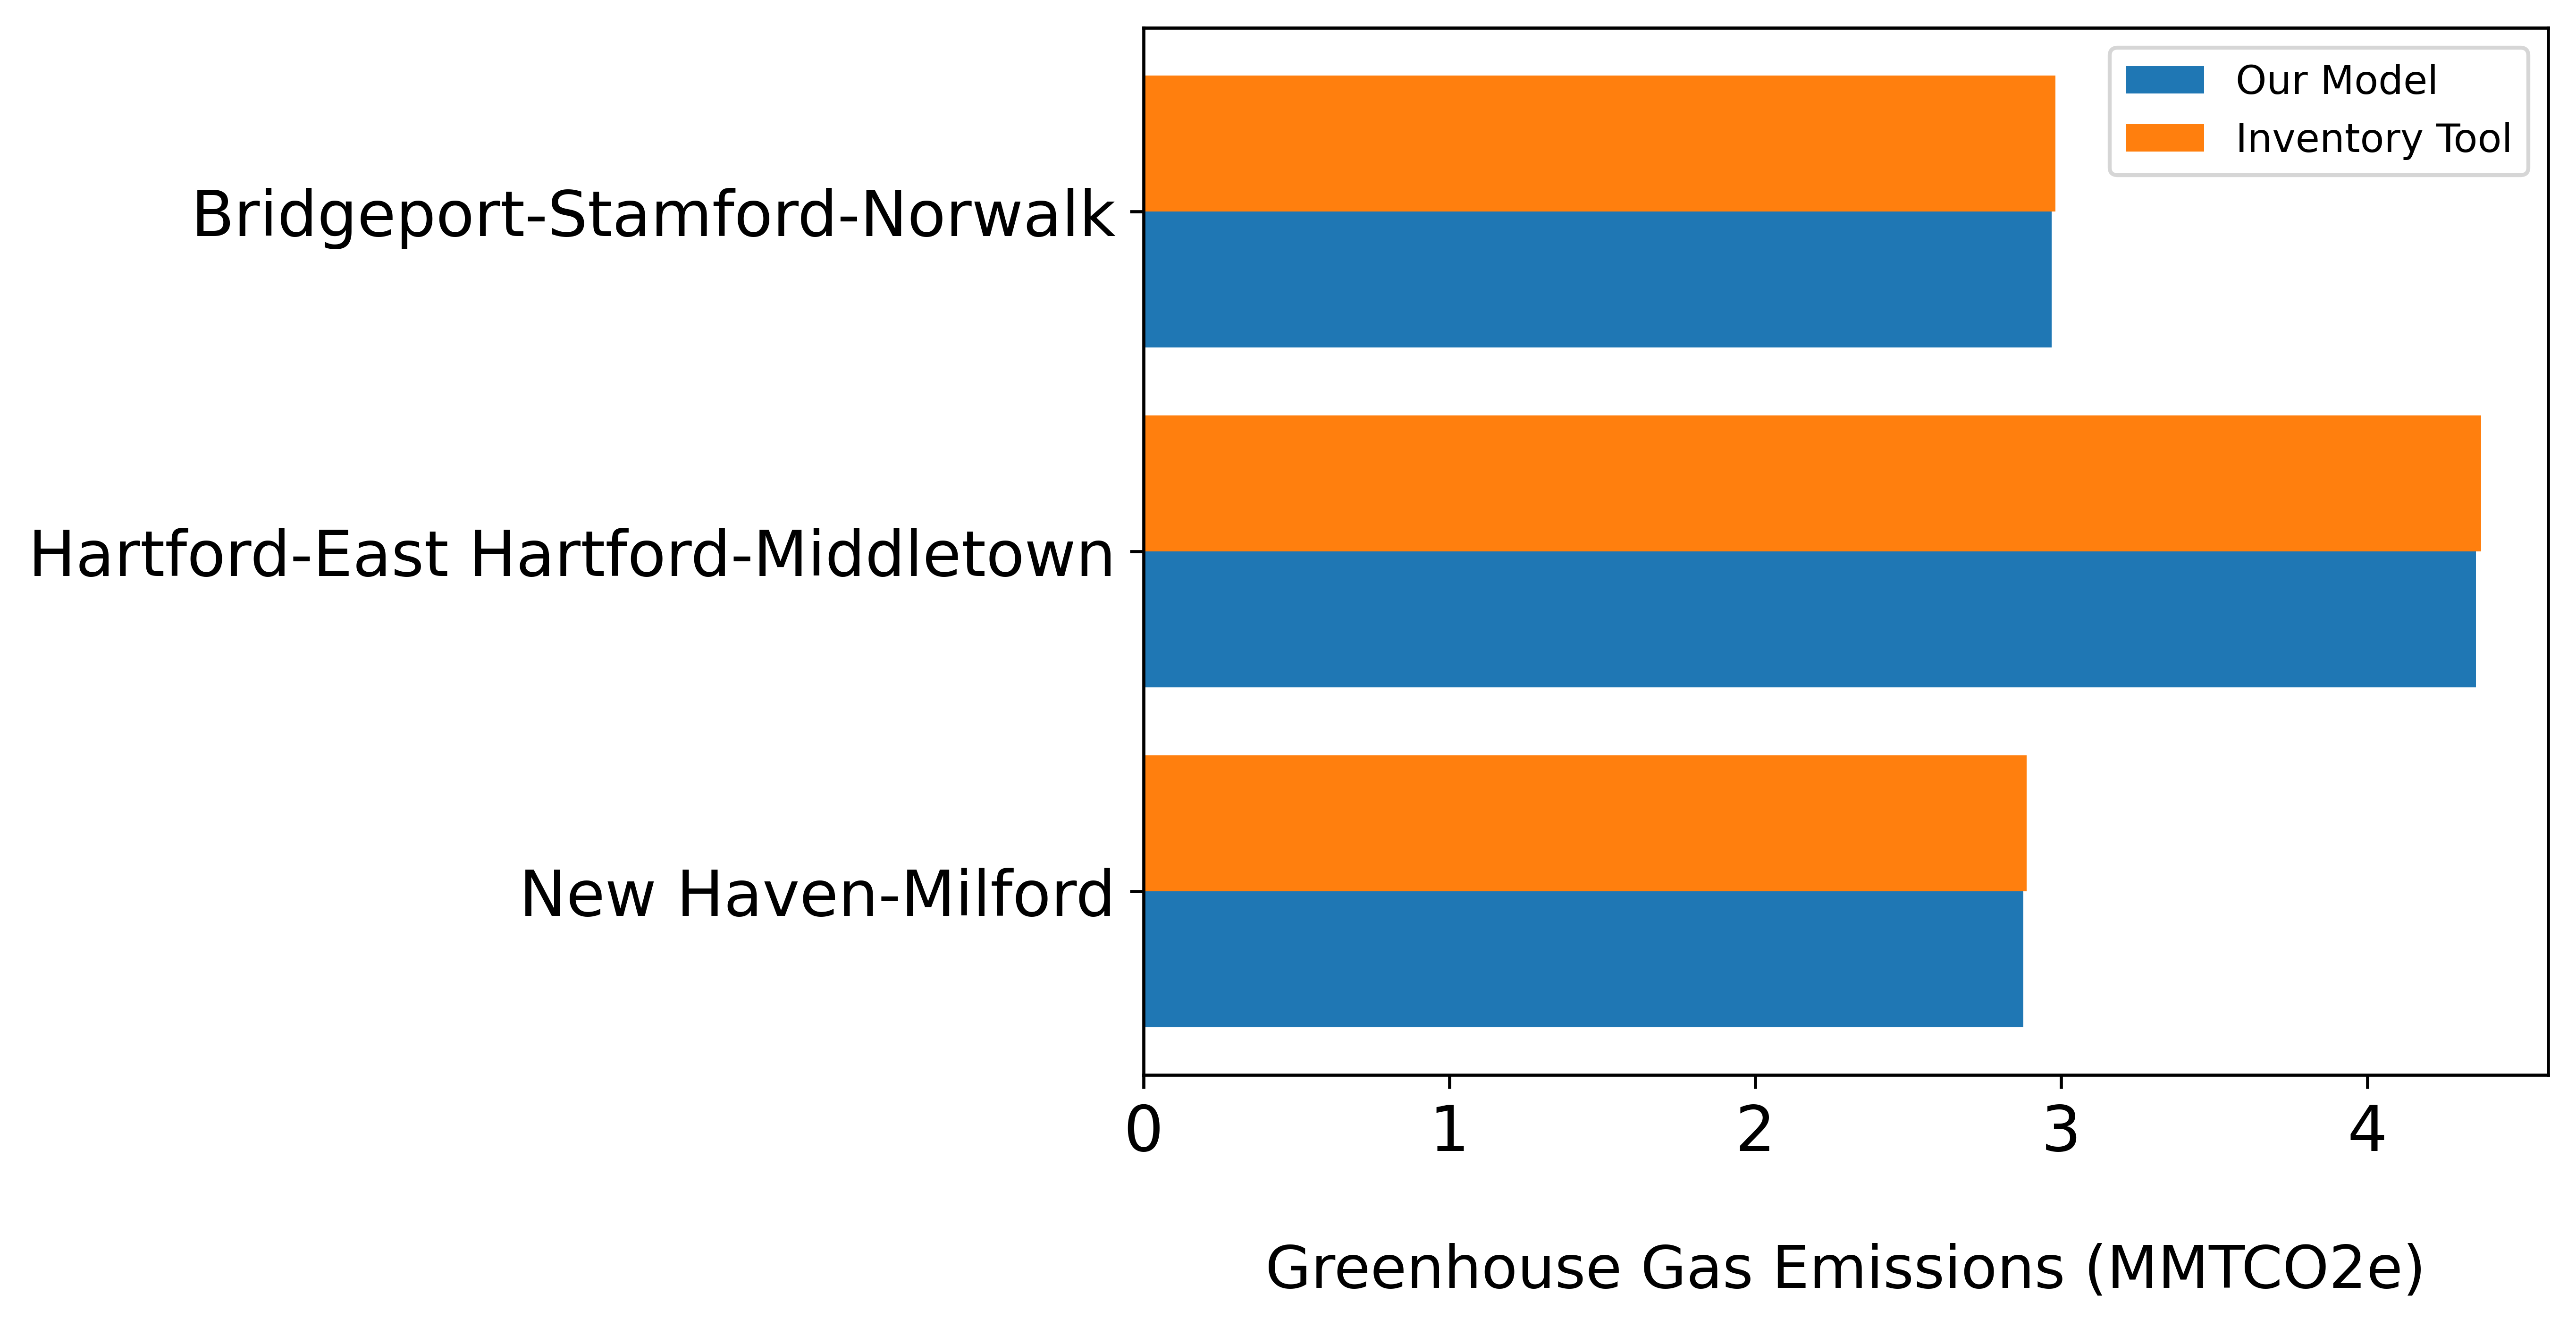 Our Model
Inventory Tool
Bridgeport-Stamford-Norwalk
Hartford-East Hartford-Middletown
New Haven-Milford
0 1 2 3 4
Greenhouse Gas Emissions (MMTCO2e)